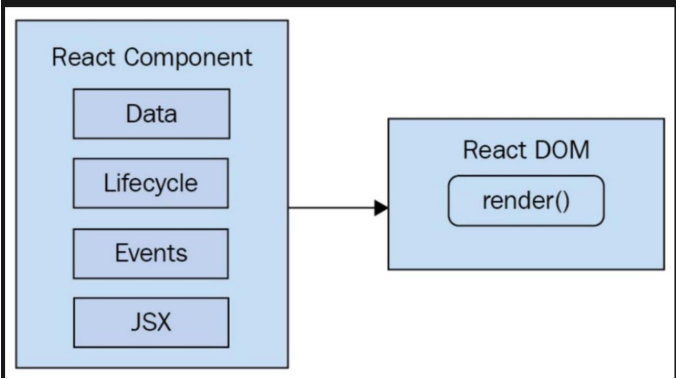 React Component
Data
Lifecycle
Events
JSX
React DOM
render()